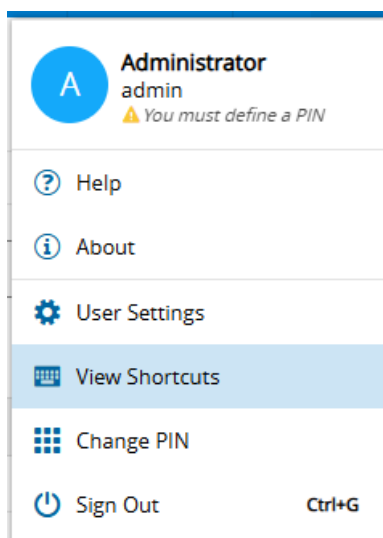 A
Administrator
admin
You must define a PIN
Help
About
User Settings
View Shortcuts
Change PIN
Sign Out Ctrl+G